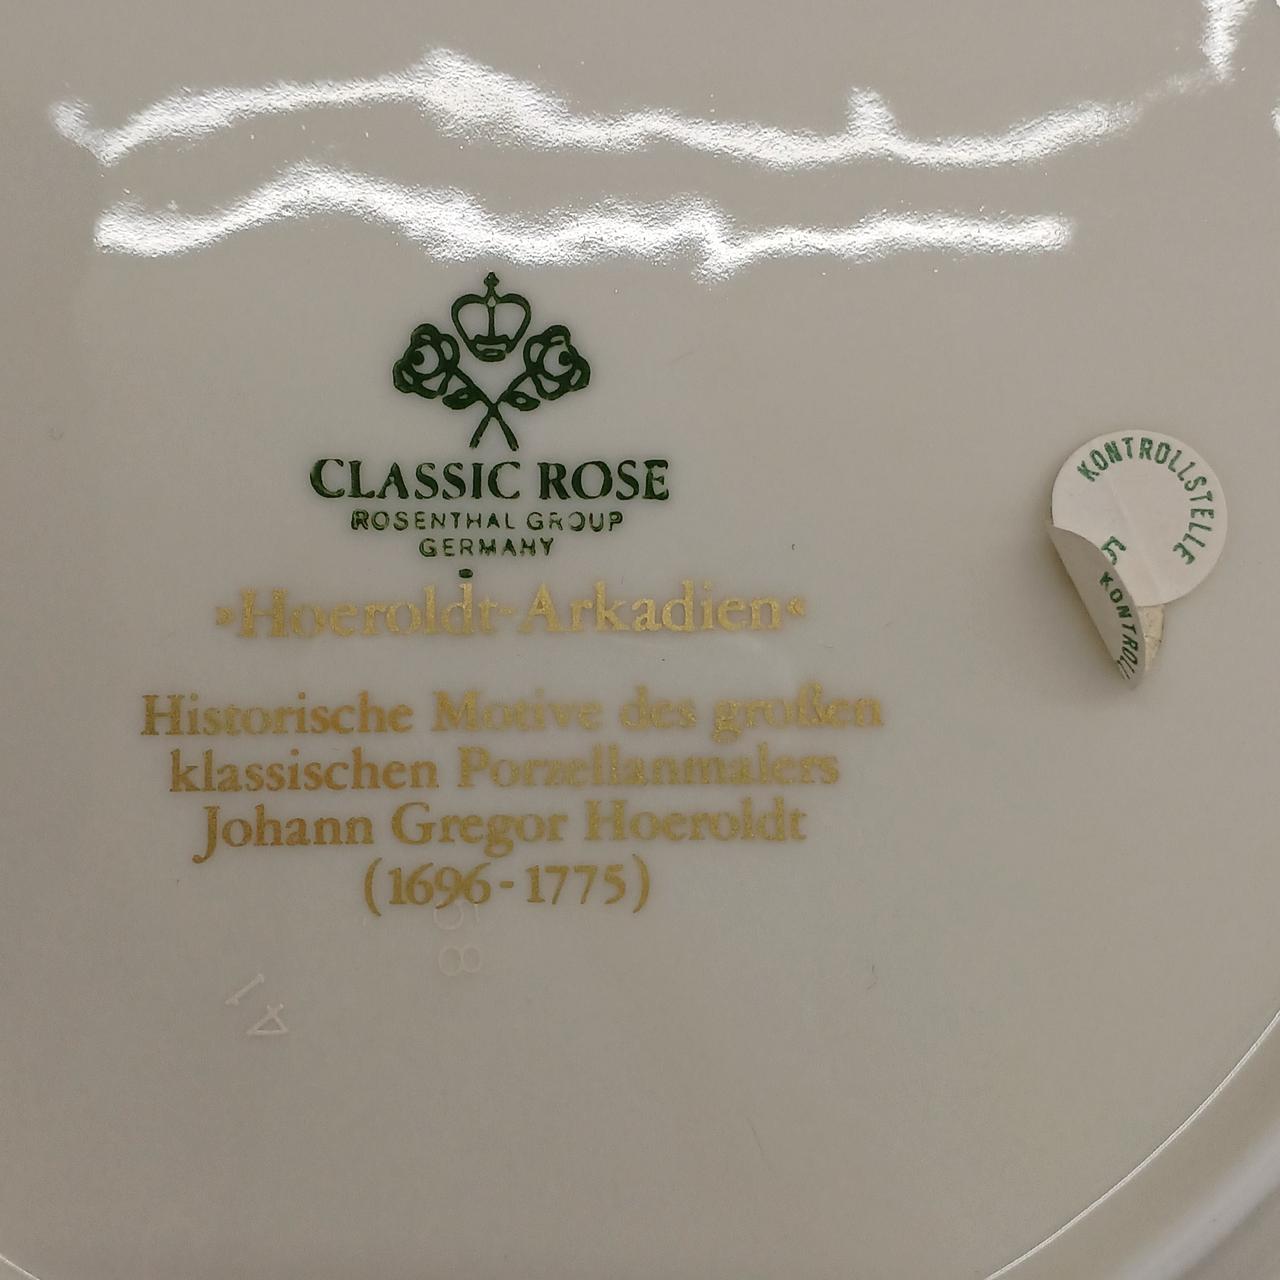 CLASSIC ROSE
ROSENTHAL GROUP
GERMANY
»Hoeroldt-Arkadien«
Historische Motive des großen
klassischen Porzellanmalers
Johann Gregor Hoeroldt
(1696-1775)
KONTROLLSTELLE
5